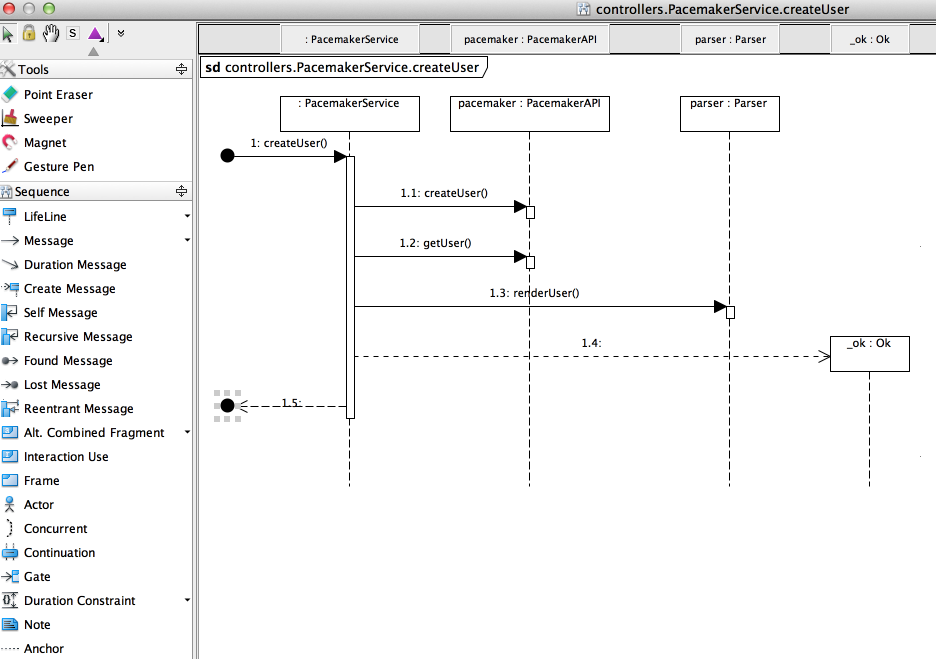 controllers.PacemakerService.createUser
S
: PacemakerService
pacemaker : PacemakerAPI
parser : Parser
_ok : Ok
Tools
Point Eraser
Sweeper
Magnet
Gesture Pen
Sequence
LifeLine
Message
Duration Message
Create Message
Self Message
Recursive Message
Found Message
Lost Message
Reentrant Message
Alt. Combined Fragment
Interaction Use
Frame
Actor
Concurrent
Continuation
Gate
Duration Constraint
Note
Anchor
sd controllers.PacemakerService.createUser
: PacemakerService
pacemaker : PacemakerAPI
parser : Parser
1: createUser()
1.1: createUser()
1.2: getUser()
1.3: renderUser()
1.4:
_ok : Ok
1.5: